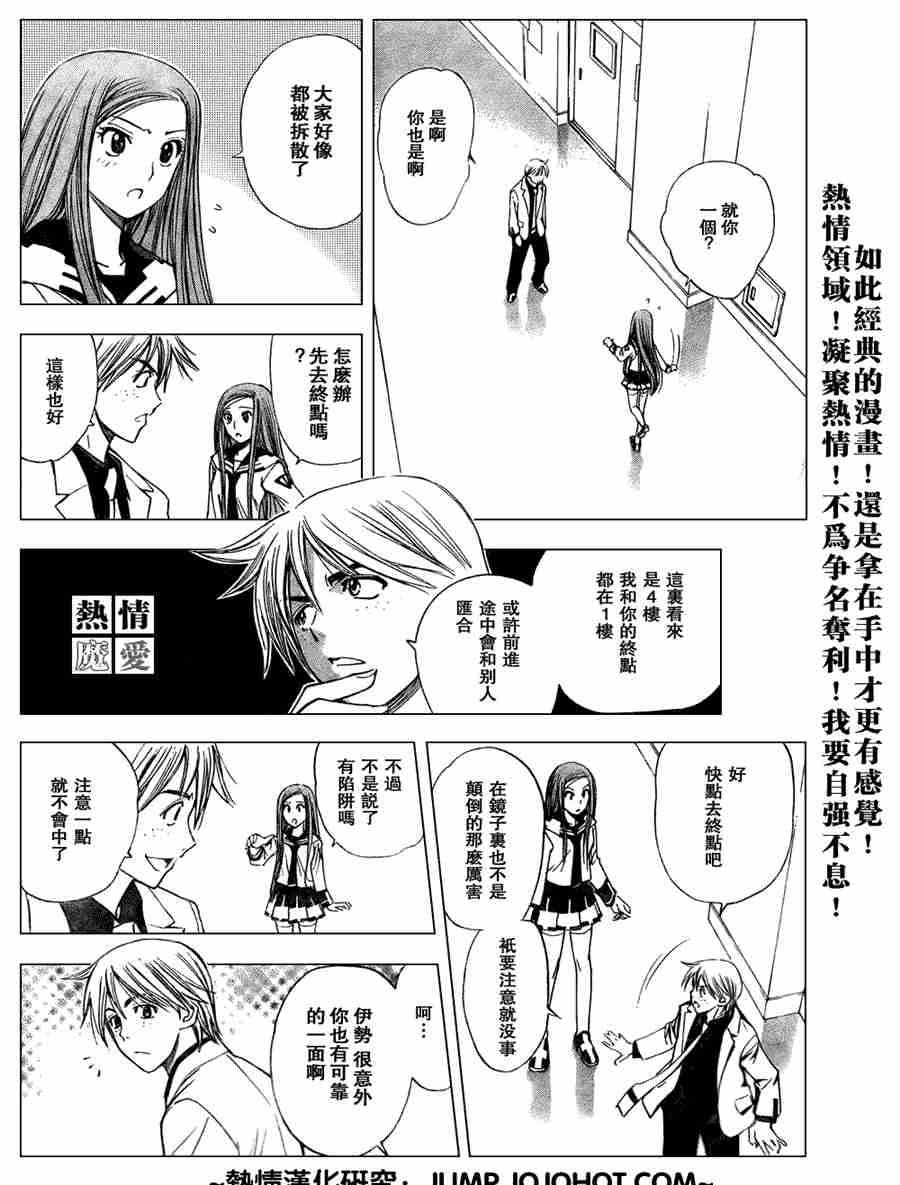 就你
一個?
是啊
你也是啊
大家好像
都被拆散了
怎麼辦
先去終點嗎
?
這樣也好
這裏看來
是4樓
我和你的終點
都在1樓
或許前進
途中會和別人
匯合
熱情
魔愛
好
快點去終點吧
在鏡子裏也不是
顛倒的那麼厲害
衹要注意就没事
不過
不是説了
有陷阱嗎
注意一點
就不會中了
呵…
伊勢 很意外
你也有可靠
的一面啊
如此經典的漫畫！還是拿在手中才更有感覺！
熱情領域！凝聚熱情！不爲争名奪利！我要自强不息！
~熱情漢化研究：JUMP.JOJOHOT.COM~